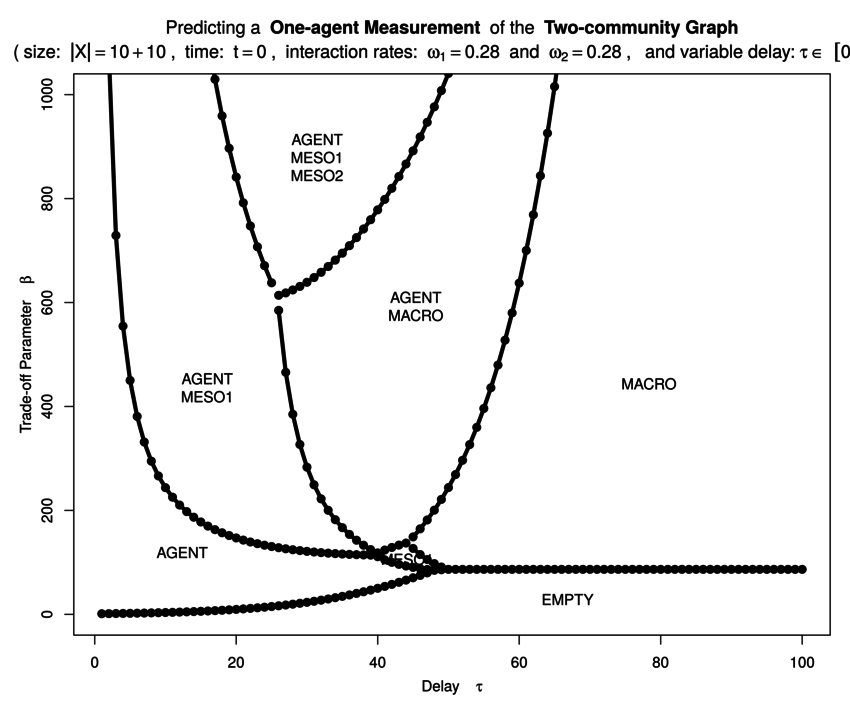 Predicting a One-agent Measurement of the Two-community Graph
( size: |X| = 10 + 10 , time: t = 0 , interaction rates: ω₁ = 0.28 and ω₂ = 0.28 , and variable delay: τ ∈ [0
1000
800
600
400
200
0
Trade-off Parameter β
AGENT
MESO1
MESO2
AGENT
MACRO
AGENT
MESO1
MACRO
AGENT
EMPTY
0 20 40 60 80 100
Delay τ